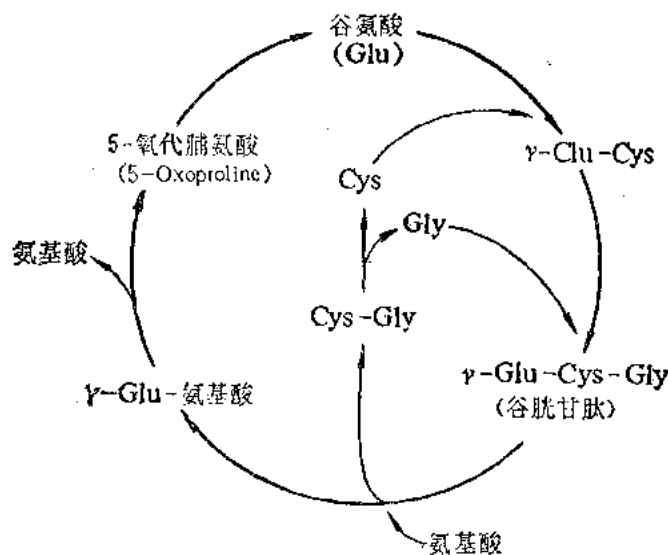 谷氨酸
(Glu)
5-氧代脯氨酸
(5-Oxoproline)
γ-Clu-Cys
Cys
Gly
氨基酸
Cys-Gly
γ-Glu-Cys-Gly
(谷胱甘肽)
γ-Glu-氨基酸
氨基酸